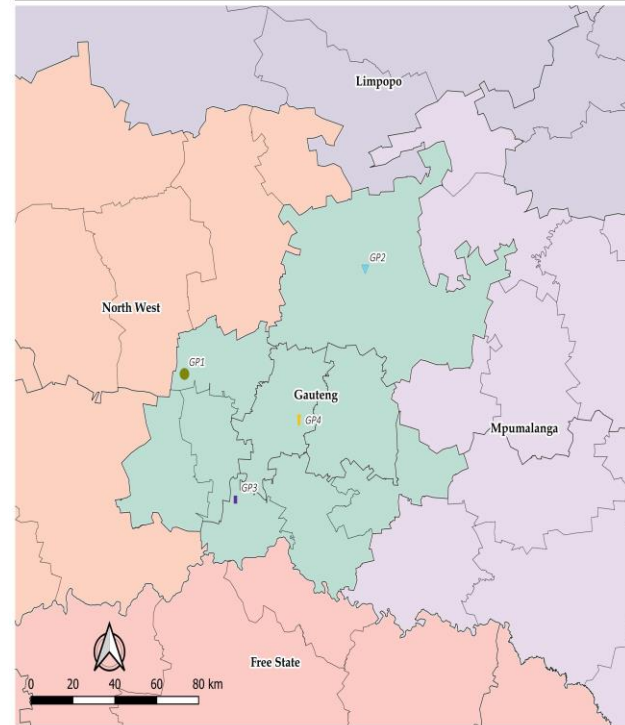 Limpopo
GP2
North West
GP1
Gauteng
GP4
Mpumalanga
GP3
Free State
0 20 40 60 80 km